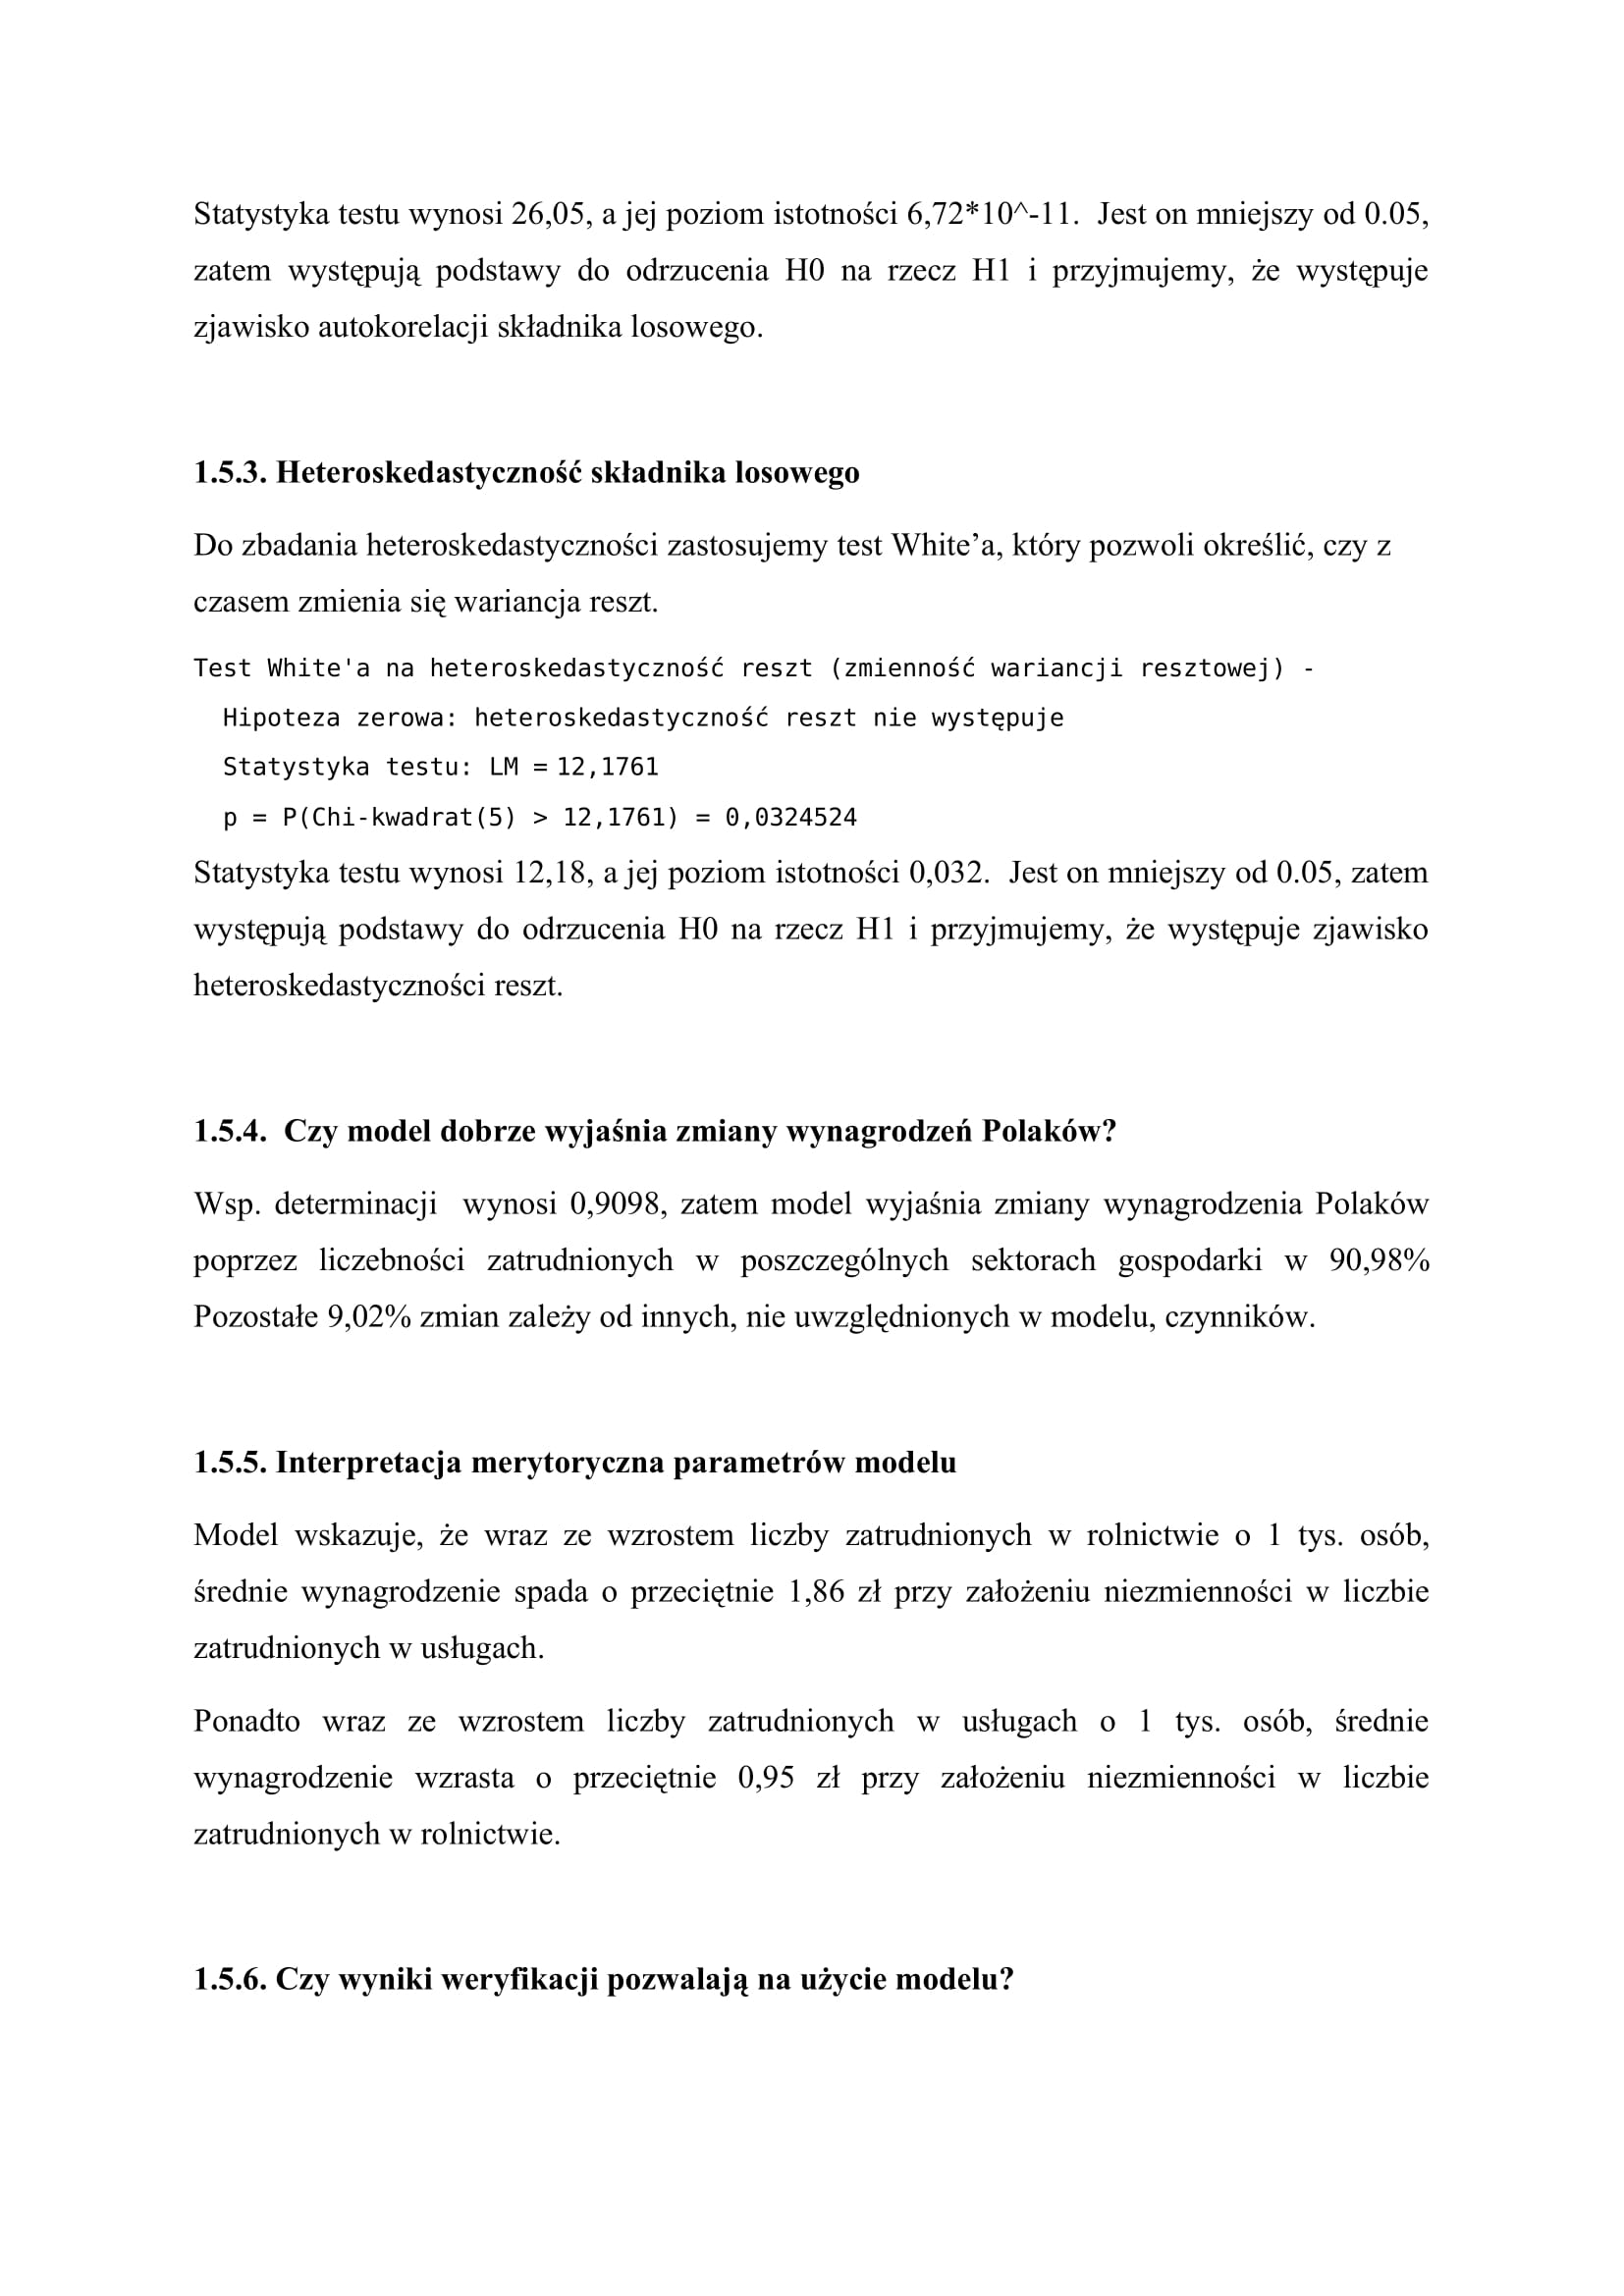 Statystyka testu wynosi 26,05, a jej poziom istotności 6,72*10^-11.  Jest on mniejszy od 0.05,
zatem występują podstawy do odrzucenia H0 na rzecz H1 i przyjmujemy, że występuje
zjawisko autokorelacji składnika losowego.
1.5.3. Heteroskedastyczność składnika losowego
Do zbadania heteroskedastyczności zastosujemy test White’a, który pozwoli określić, czy z
czasem zmienia się wariancja reszt.
Test White'a na heteroskedastyczność reszt (zmienność wariancji resztowej) -
Hipoteza zerowa: heteroskedastyczność reszt nie występuje
Statystyka testu: LM = 12,1761
p = P(Chi-kwadrat(5) > 12,1761) = 0,0324524
Statystyka testu wynosi 12,18, a jej poziom istotności 0,032.  Jest on mniejszy od 0.05, zatem
występują podstawy do odrzucenia H0 na rzecz H1 i przyjmujemy, że występuje zjawisko
heteroskedastyczności reszt.
1.5.4.  Czy model dobrze wyjaśnia zmiany wynagrodzeń Polaków?
Wsp. determinacji  wynosi 0,9098, zatem model wyjaśnia zmiany wynagrodzenia Polaków
poprzez liczebności zatrudnionych w poszczególnych sektorach gospodarki w 90,98%
Pozostałe 9,02% zmian zależy od innych, nie uwzględnionych w modelu, czynników.
1.5.5. Interpretacja merytoryczna parametrów modelu
Model wskazuje, że wraz ze wzrostem liczby zatrudnionych w rolnictwie o 1 tys. osób,
średnie wynagrodzenie spada o przeciętnie 1,86 zł przy założeniu niezmienności w liczbie
zatrudnionych w usługach.
Ponadto wraz ze wzrostem liczby zatrudnionych w usługach o 1 tys. osób, średnie
wynagrodzenie wzrasta o przeciętnie 0,95 zł przy założeniu niezmienności w liczbie
zatrudnionych w rolnictwie.
1.5.6. Czy wyniki weryfikacji pozwalają na użycie modelu?